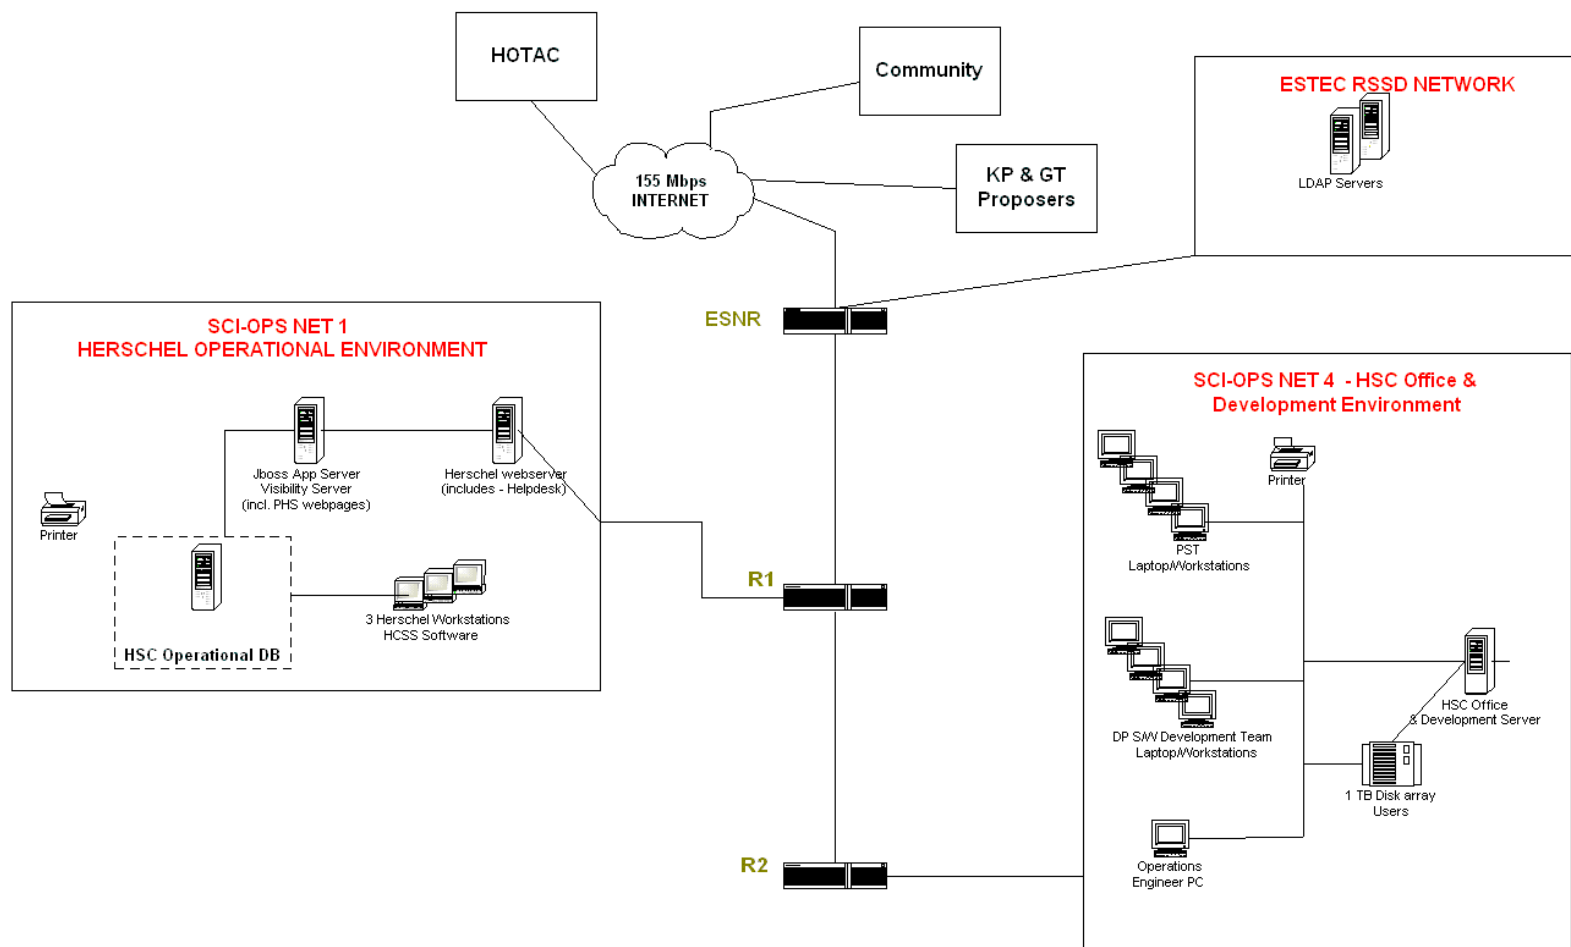 HOTAC
Community
155 Mbps
INTERNET
KP & GT
Proposers
ESTEC RSSD NETWORK
LDAP Servers
ESNR
SCI-OPS NET 1
HERSCHEL OPERATIONAL ENVIRONMENT
Jboss App Server
Visibility Server
(incl. PHS webpages)
Herschel webserver
(includes - Helpdesk)
Printer
HSC Operational DB
3 Herschel Workstations
HCSS Software
R1
R2
SCI-OPS NET 4 - HSC Office &
Development Environment
Printer
PST
Laptop/Workstations
DP S/W Development Team
Laptop/Workstations
HSC Office
& Development Server
1 TB Disk array
Users
Operations
Engineer PC